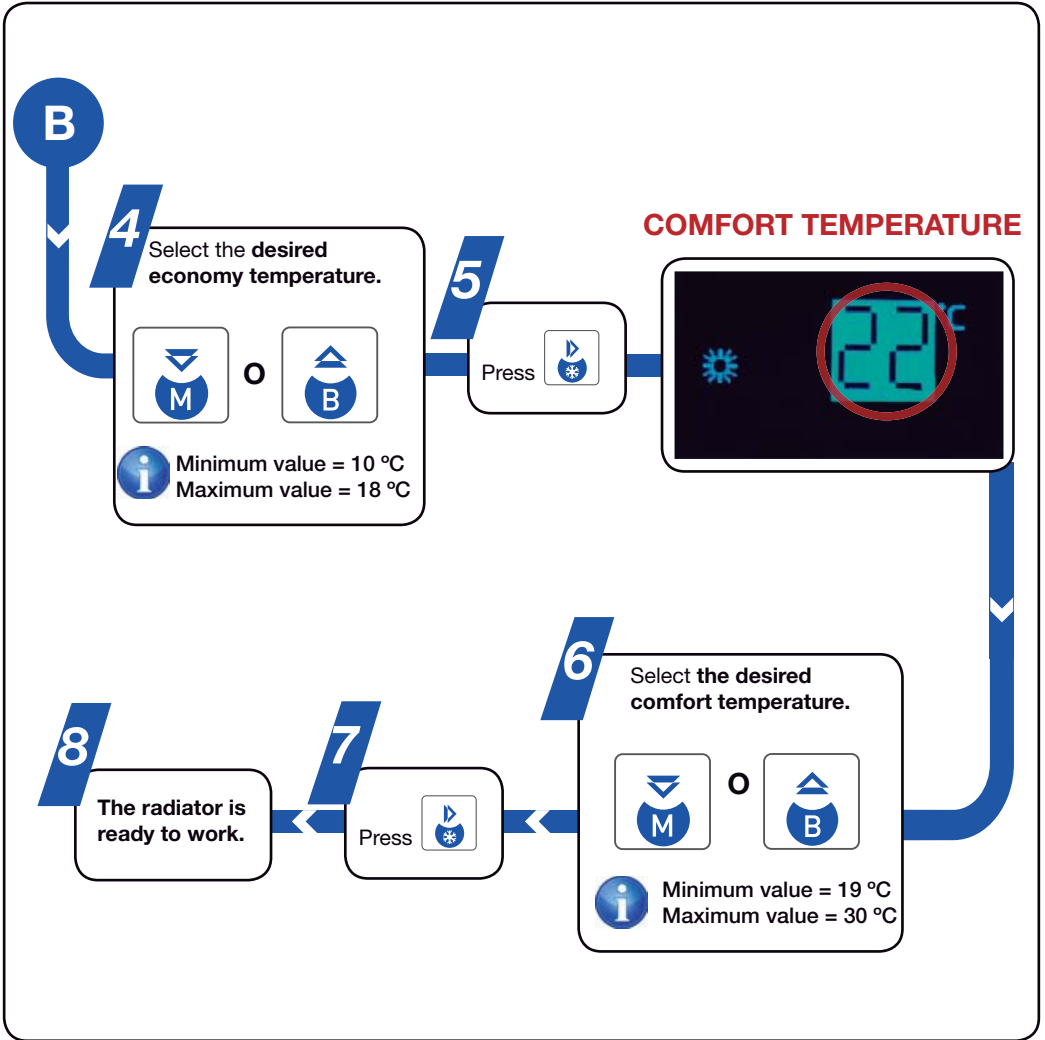 B
4
Select the desired
economy temperature.
M
O
B
Minimum value = 10 ºC
Maximum value = 18 ºC
5
Press
COMFORT TEMPERATURE
22 ºC
6
Select the desired
comfort temperature.
M
O
B
Minimum value = 19 ºC
Maximum value = 30 ºC
7
Press
8
The radiator is
ready to work.